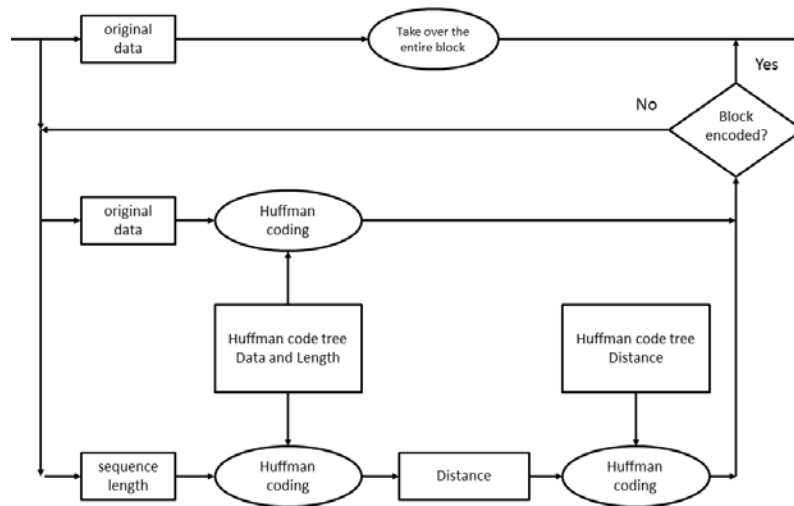 original
data
Take over the
entire block
Yes
No
Block
encoded?
original
data
Huffman
coding
Huffman code tree
Data and Length
Huffman code tree
Distance
sequence
length
Huffman
coding
Distance
Huffman
coding